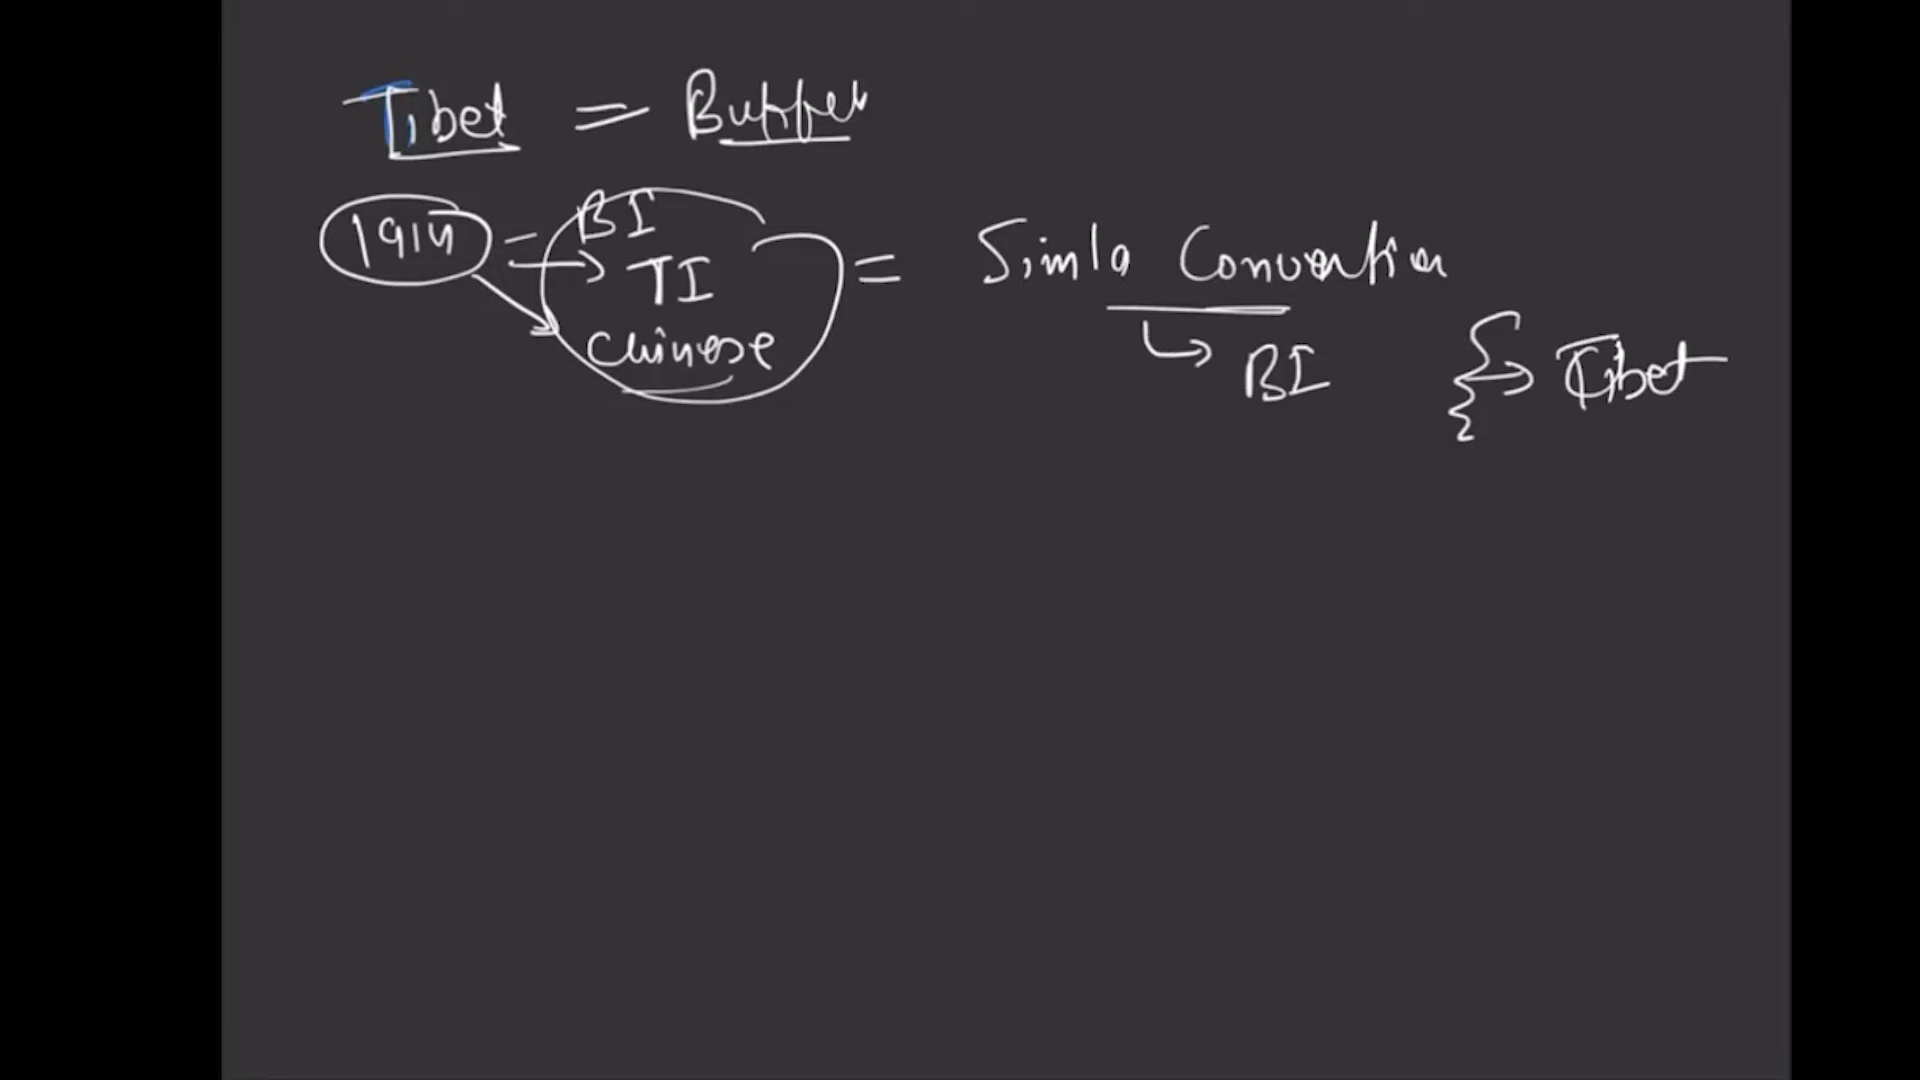 Tibet = Buffer
1914 - BI
→ TI = Simla Convention
Chinese
↳ BI } → Tibet